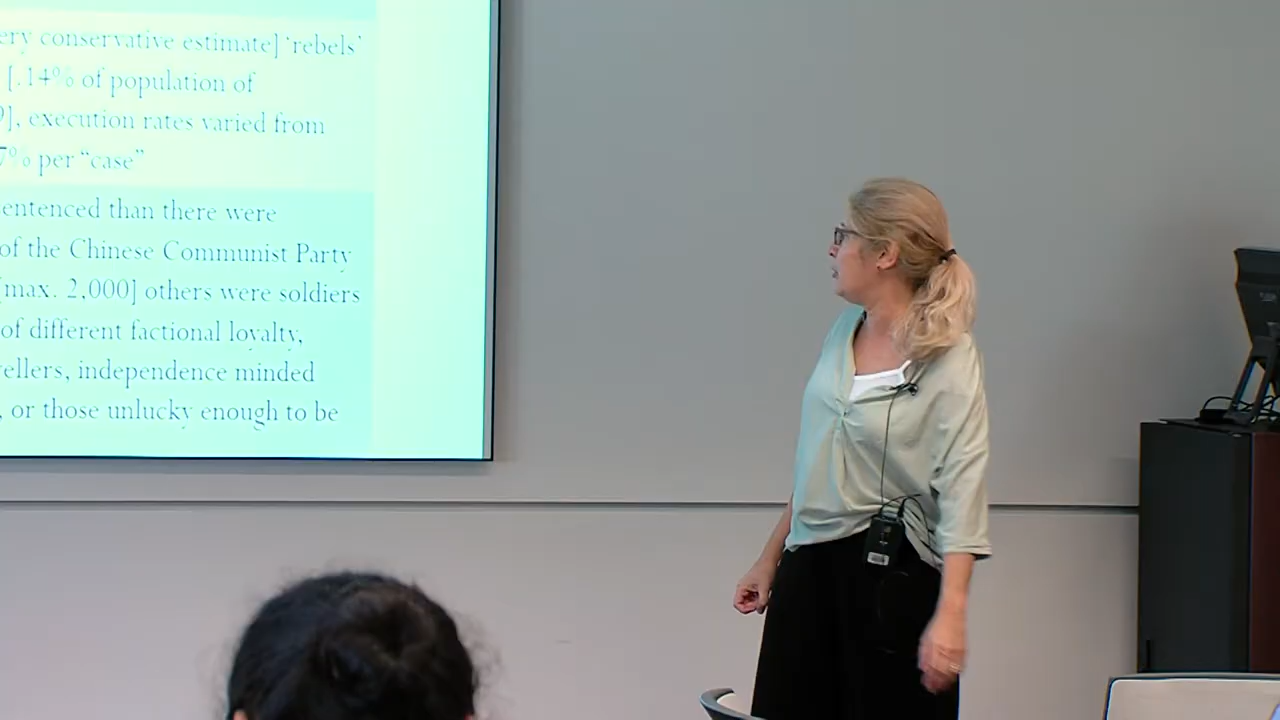 ery conservative estimate] ‘rebels’
[.14% of population of
], execution rates varied from
7% per “case”
entenced than there were
of the Chinese Communist Party
[max. 2,000] others were soldiers
of different factional loyalty,
ellers, independence minded
, or those unlucky enough to be